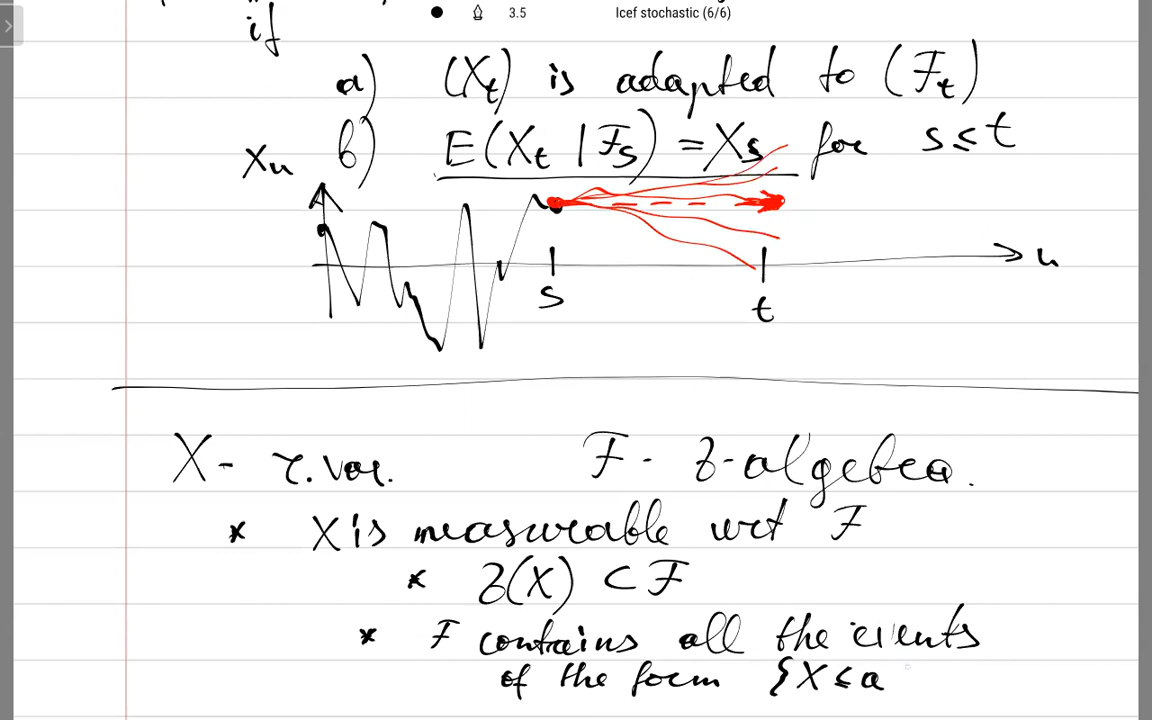 3.5 Icef stochastic (6/6)
if
a) (X_t) is adapted to (F_t)
b) E(X_t | F_s) = X_s for s ≤ t
X_u
u
s
t
X - r.var. F - σ-algebra.
* X is measurable wrt F
* σ(X) ⊂ F
* F contains all the events
of the form {X ≤ a